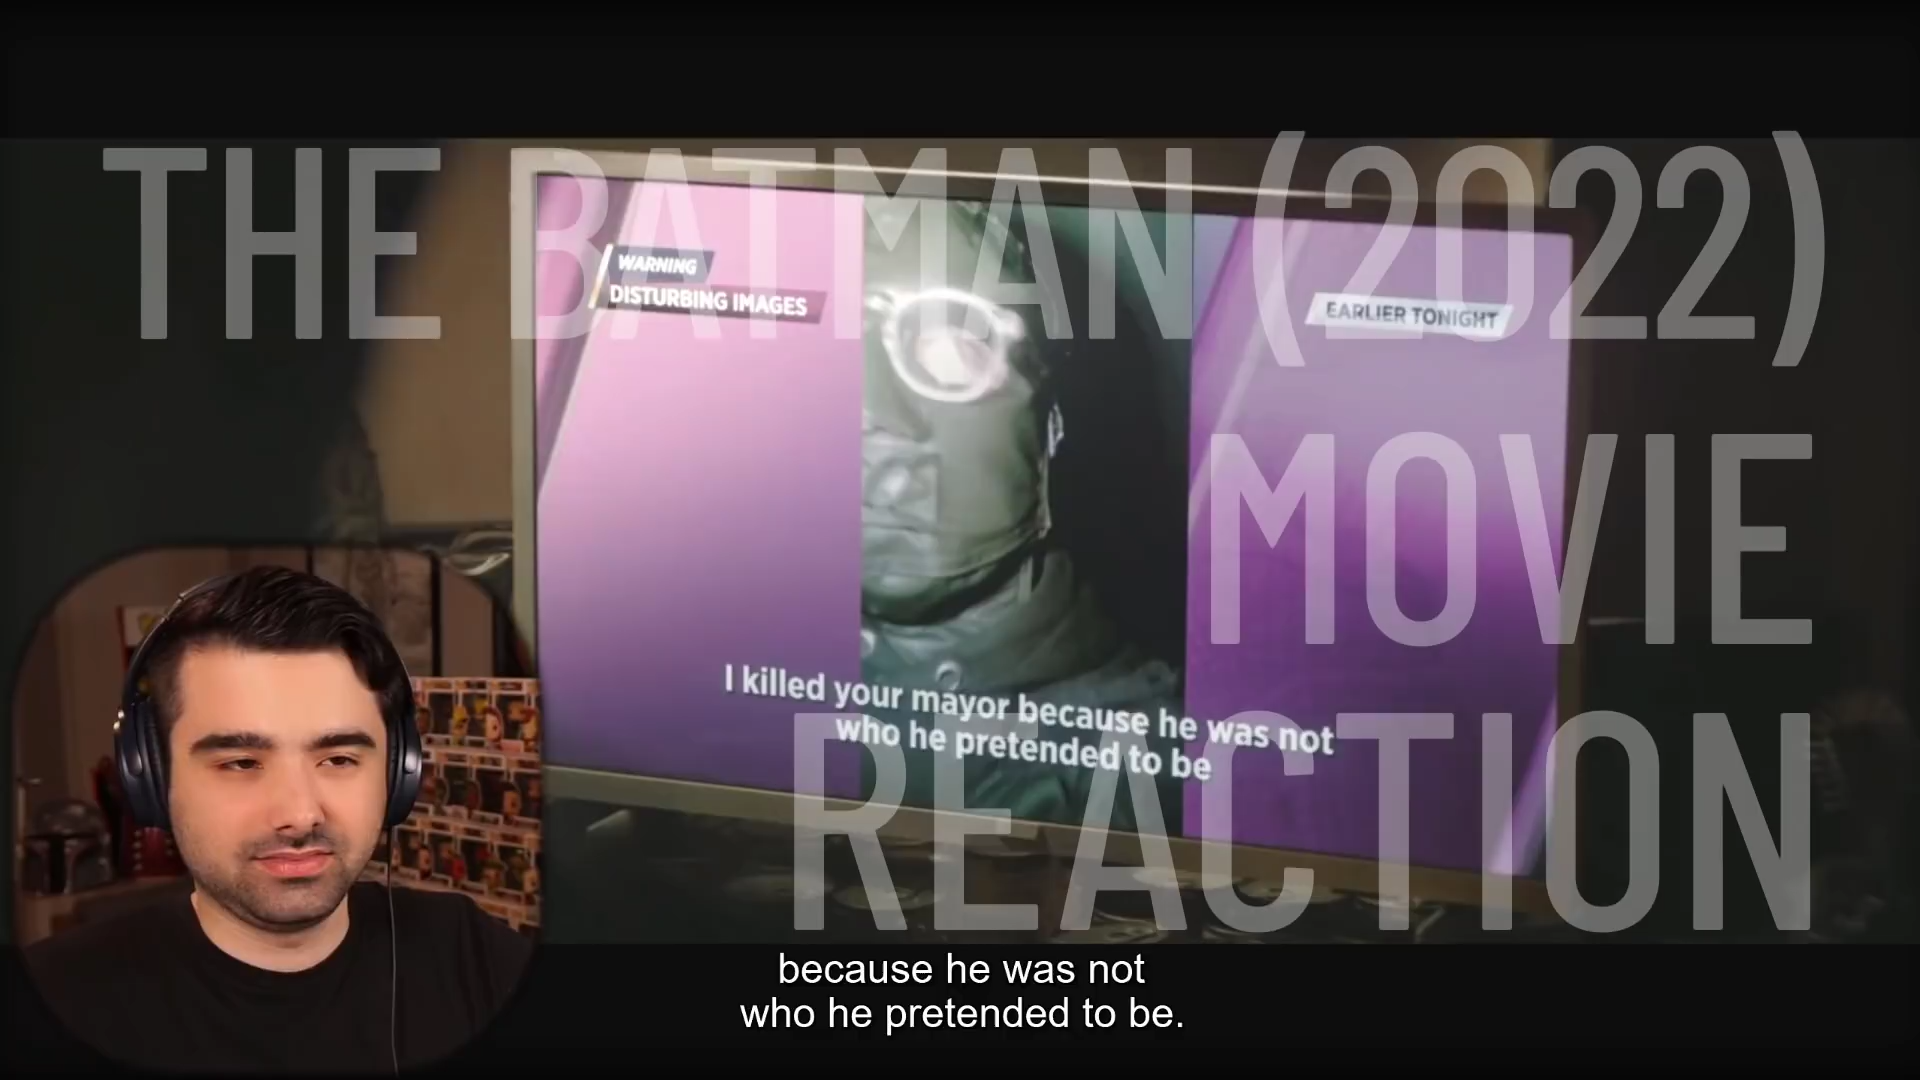 THE BATMAN (2022)
MOVIE
REACTION
WARNING
DISTURBING IMAGES
EARLIER TONIGHT
I killed your mayor because he was not
who he pretended to be
because he was not
who he pretended to be.